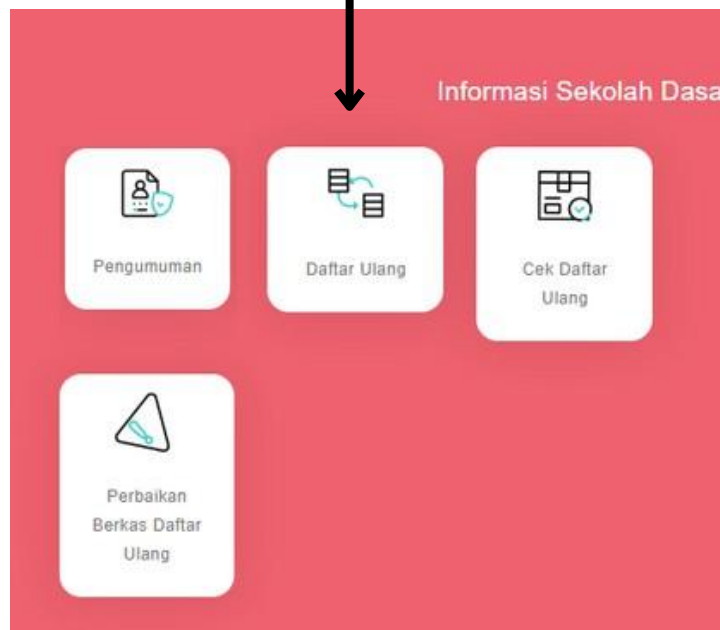 Informasi Sekolah Dasa
Pengumuman
Daftar Ulang
Cek Daftar
Ulang
Perbaikan
Berkas Daftar
Ulang